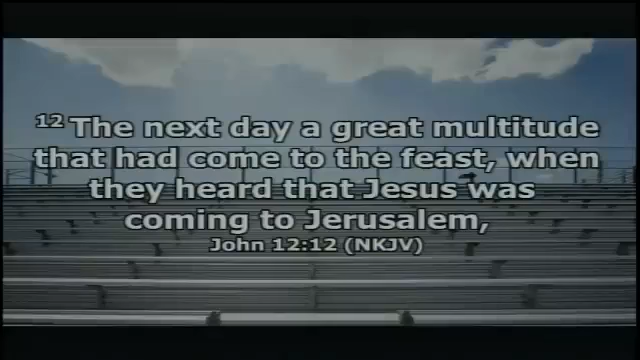 12 The next day a great multitude
that had come to the feast, when
they heard that Jesus was
coming to Jerusalem,
John 12:12 (NKJV)